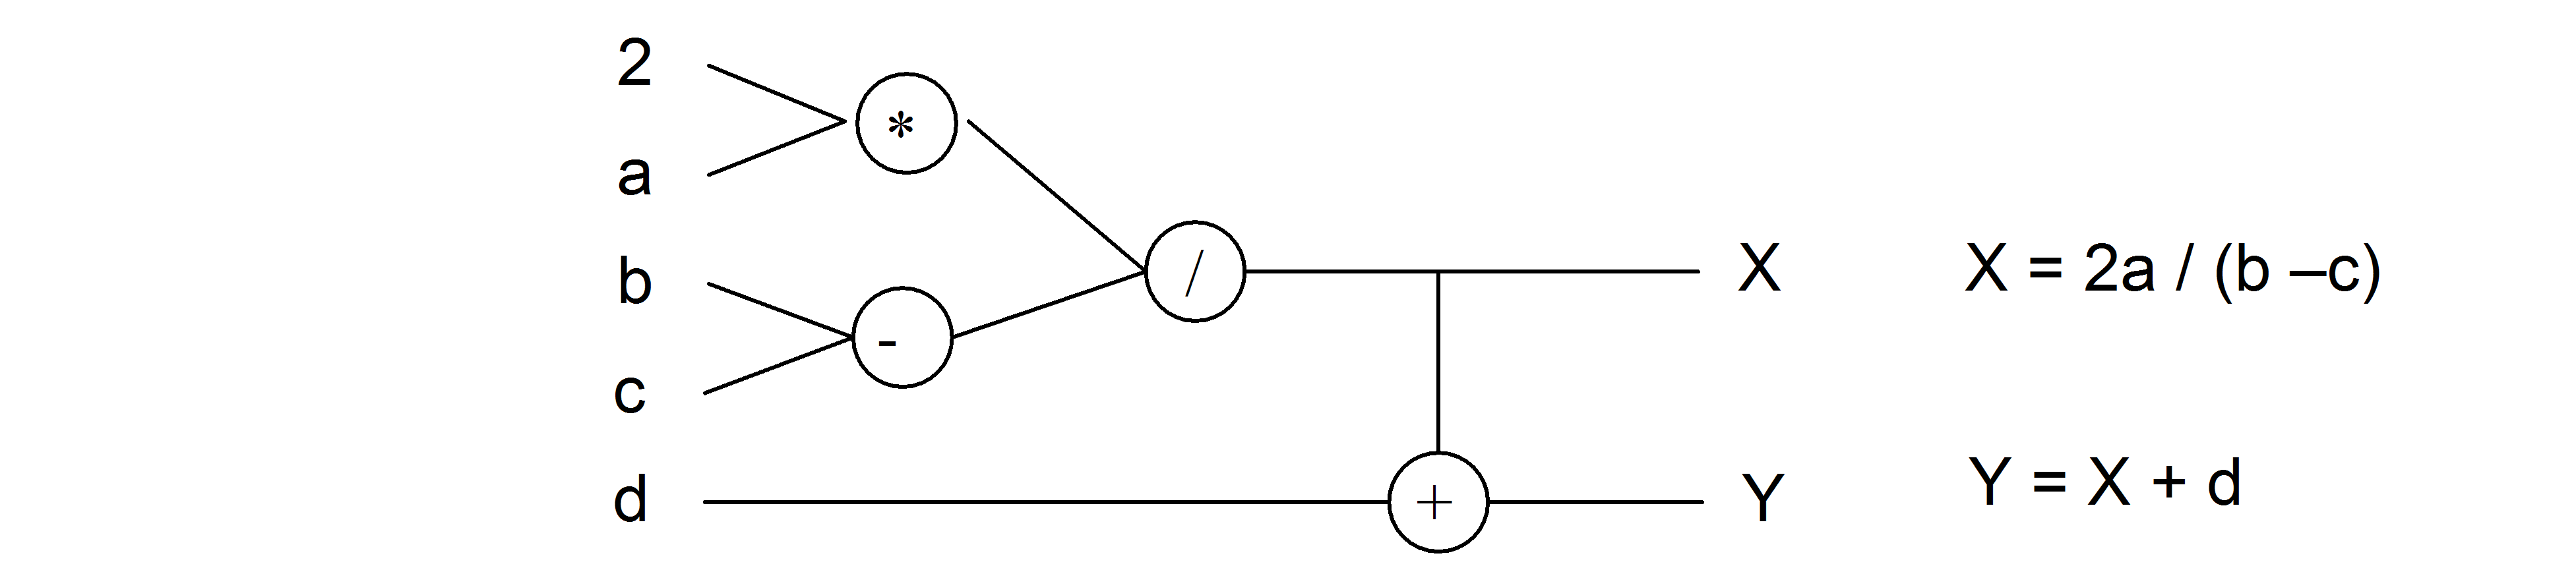 2
*
a
/
X
X = 2a / (b –c)
b
-
c
d
+
Y
Y = X + d